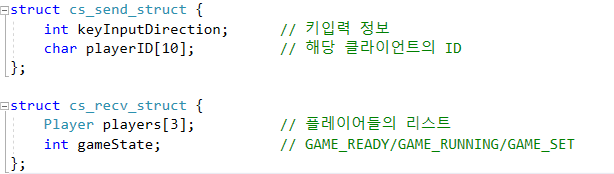 struct cs_send_struct {
int keyInputDirection; // 키입력 정보
char playerID[10]; // 해당 클라이언트의 ID
};
struct cs_recv_struct {
Player players[3]; // 플레이어들의 리스트
int gameState; // GAME_READY/GAME_RUNNING/GAME_SET
};